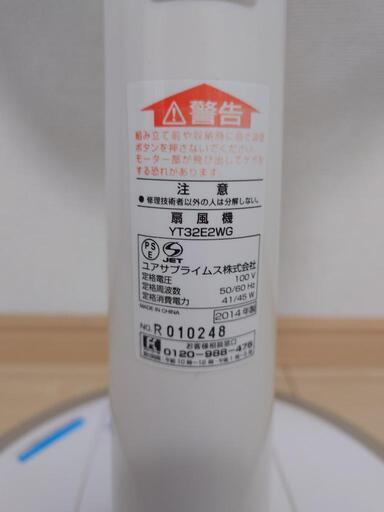 警告
組み立て前や収納時に高さ調整
ボタンを押さないでください。
モーター部が飛び出してケガを
することがあります。
注意
● 修理技術者以外の人は分解しない。
扇風機
YT32E2WG
PS
E
JET
ユアサプライムス株式会社
定格電圧 100 V
定格周波数 50/60 Hz
定格消費電力 41/45 W
MADE IN CHINA
2014年製
NO. R 010248
お客様相談窓口
0120-988-476